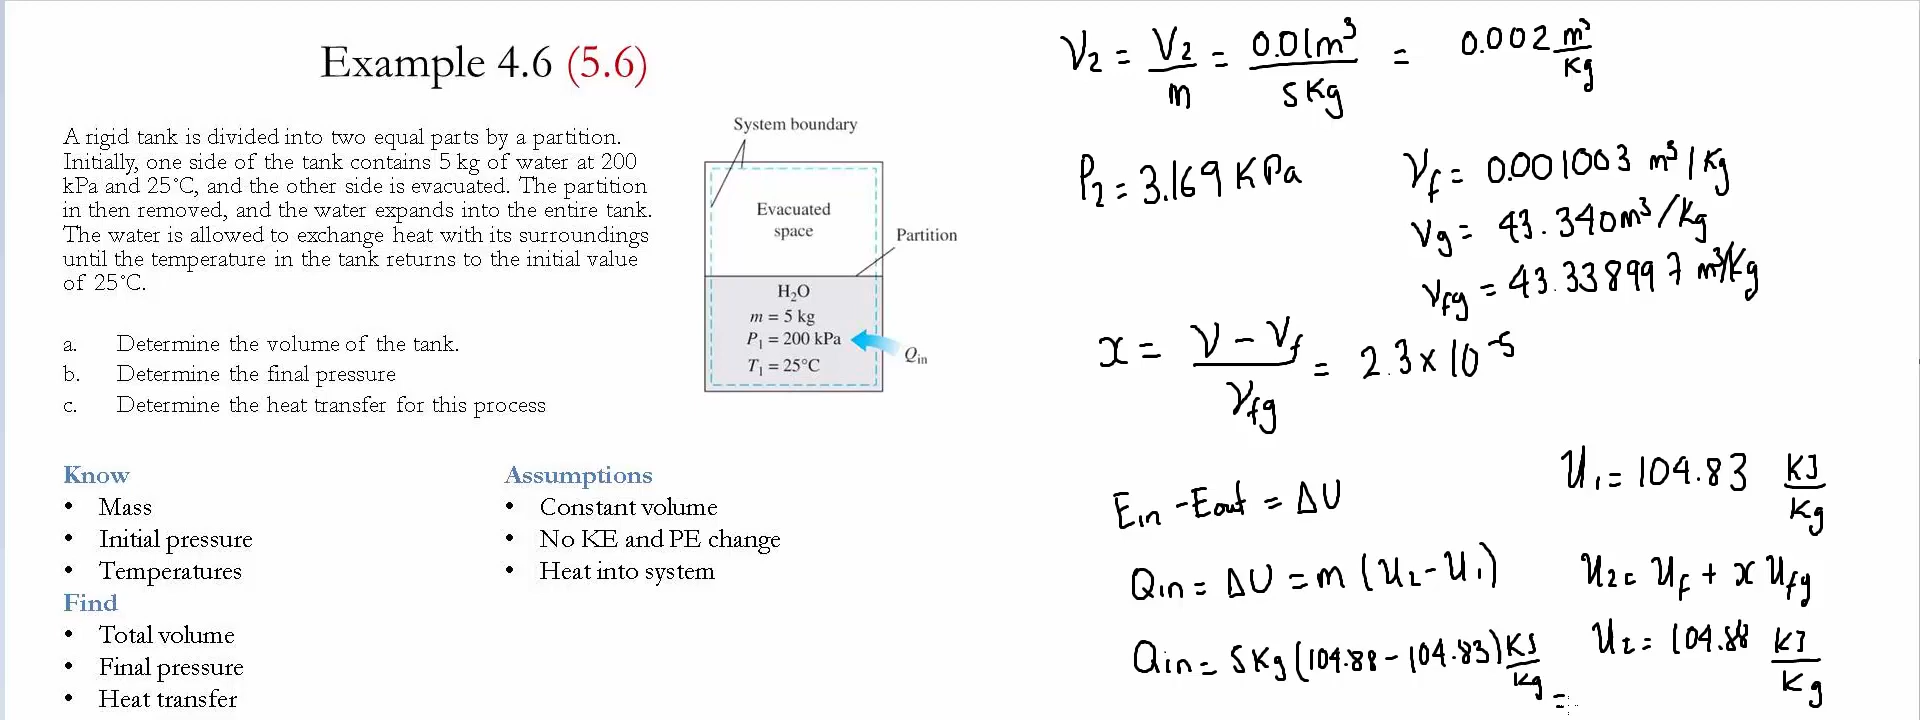 Example 4.6 (5.6)
A rigid tank is divided into two equal parts by a partition.
Initially, one side of the tank contains 5 kg of water at 200
kPa and 25˚C, and the other side is evacuated. The partition
in then removed, and the water expands into the entire tank.
The water is allowed to exchange heat with its surroundings
until the temperature in the tank returns to the initial value
of 25˚C.
a. Determine the volume of the tank.
b. Determine the final pressure
c. Determine the heat transfer for this process
Know
• Mass
• Initial pressure
• Temperatures
Find
• Total volume
• Final pressure
• Heat transfer
Assumptions
• Constant volume
• No KE and PE change
• Heat into system
System boundary
Evacuated
space
Partition
H₂O
m = 5 kg
P₁ = 200 kPa
T₁ = 25°C
Qin
V₂ = V₂/m = 0.01m³/5Kg = 0.002 m³/Kg
P₂ = 3.169 KPa
Vf = 0.001003 m³/Kg
Vg = 43.340m³/Kg
Vfg = 43.338997 m³/Kg
x = V - Vf / Vfg = 2.3 x 10⁻⁵
Ein - Eout = ΔU
Qin = ΔU = m (U₂ - U₁)
Qin = 5Kg (104.88 - 104.83) KJ/Kg =
U₁ = 104.83 KJ/Kg
U₂ = Uf + x Ufg
U₂ = 104.88 KJ/Kg